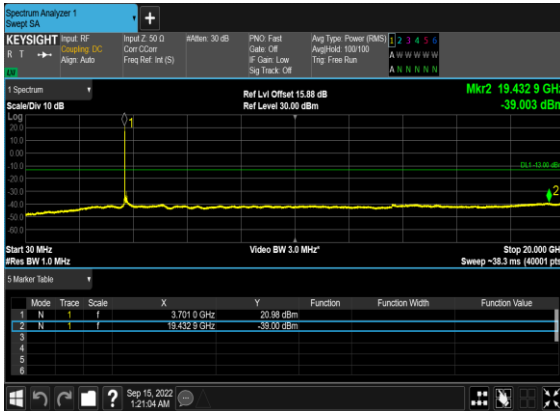 Spectrum Analyzer 1
Swept SA
+
KEYSIGHT
R T
LXI
Input: RF
Coupling: DC
Align: Auto
Input Z: 50 Ω
Corr CCorr
Freq Ref: Int (S)
#Atten: 30 dB
PNO: Fast
Gate: Off
IF Gain: Low
Sig Track: Off
Avg Type: Power (RMS)
Avg|Hold: 100/100
Trig: Free Run
1 2 3 4 5 6
A W W W W W
A N N N N N
1 Spectrum
Scale/Div 10 dB
Ref Lvl Offset 15.88 dB
Ref Level 30.00 dBm
Mkr2 19.432 9 GHz
-39.003 dBm
Log
1
20.0
10.0
0.00
-10.0
DL1 -13.00 dBm
-20.0
-30.0
2
-40.0
-50.0
-60.0
Start 30 MHz
#Res BW 1.0 MHz
Video BW 3.0 MHz*
Stop 20.000 GHz
Sweep ~38.3 ms (40001 pts)
5 Marker Table
Mode Trace Scale X Y Function Function Width Function Value
1 N 1 f 3.701 0 GHz 20.98 dBm
2 N 1 f 19.432 9 GHz -39.00 dBm
3
4
5
6
?
Sep 15, 2022
1:21:04 AM